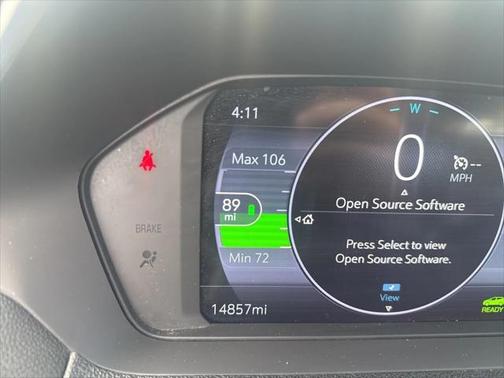 4:11
W
Max 106
0
--
MPH
89
mi
Open Source Software
BRAKE
Press Select to view
Open Source Software.
Min 72
View
14857mi
READY